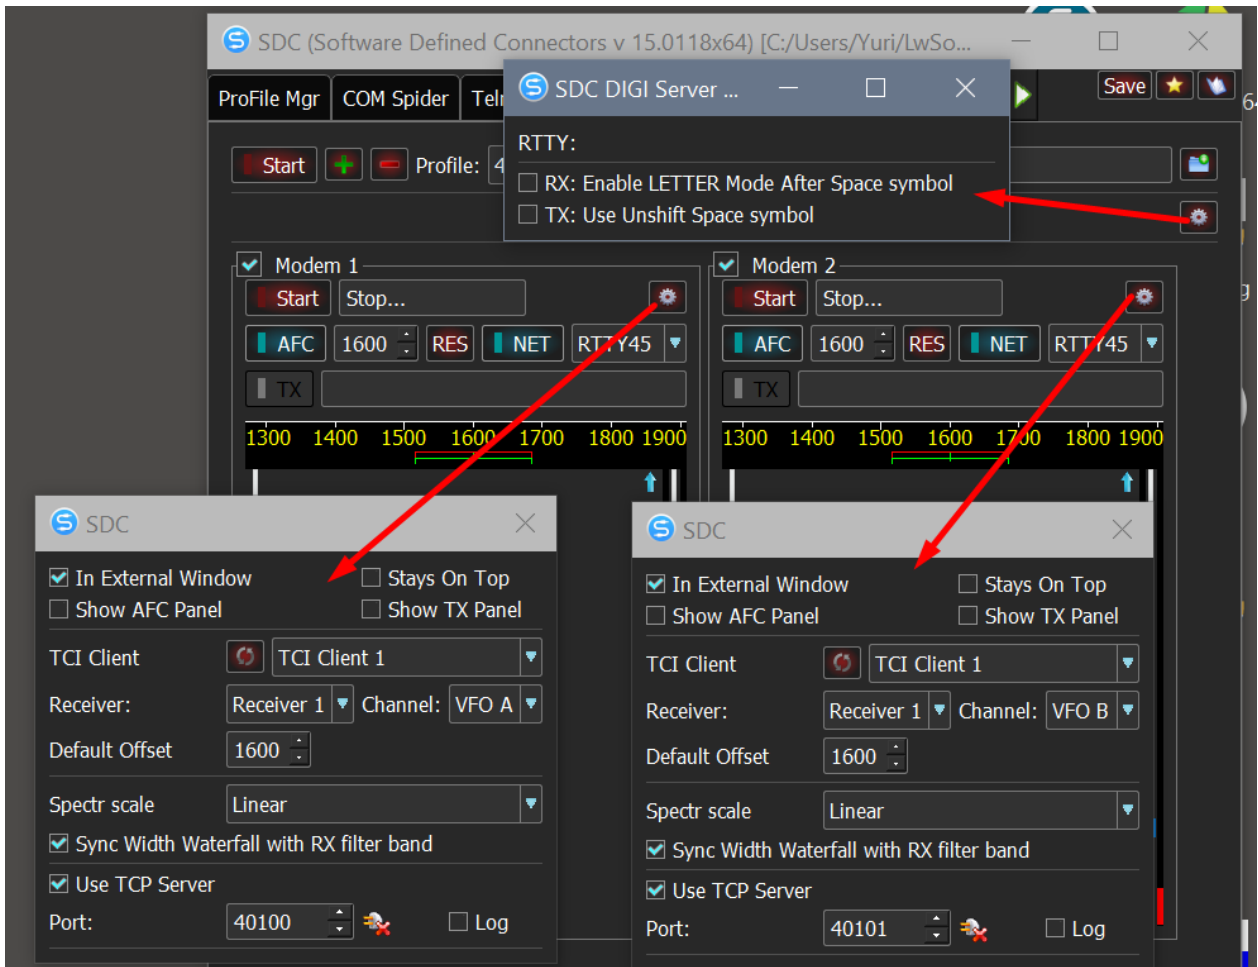 SDC (Software Defined Connectors v 15.0118x64) [C:/Users/Yuri/LwSo...
SDC DIGI Server ...
ProFile Mgr COM Spider Teln Save
RTTY:
RX: Enable LETTER Mode After Space symbol
TX: Use Unshift Space symbol
Start Profile: 4
Modem 1
Start Stop...
AFC 1600 RES NET RTTY45
TX
1300 1400 1500 1600 1700 1800 1900
Modem 2
Start Stop...
AFC 1600 RES NET RTTY45
TX
1300 1400 1500 1600 1700 1800 1900
SDC
In External Window Stays On Top
Show AFC Panel Show TX Panel
TCI Client TCI Client 1
Receiver: Receiver 1 Channel: VFO A
Default Offset 1600
Spectr scale Linear
Sync Width Waterfall with RX filter band
Use TCP Server
Port: 40100 Log
SDC
In External Window Stays On Top
Show AFC Panel Show TX Panel
TCI Client TCI Client 1
Receiver: Receiver 1 Channel: VFO B
Default Offset 1600
Spectr scale Linear
Sync Width Waterfall with RX filter band
Use TCP Server
Port: 40101 Log